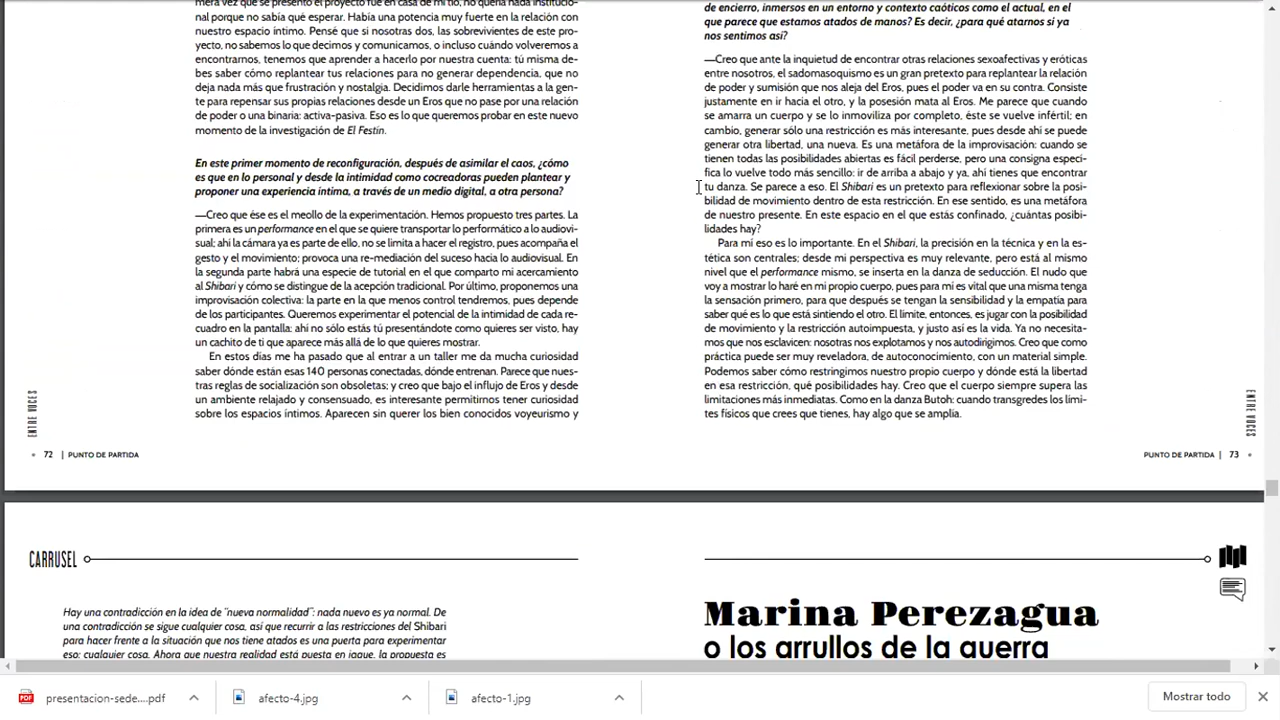 mera vez que se presentó el proyecto fue en casa de mi tío, no quería nada institucio-
nal porque no sabía qué esperar. Había una potencia muy fuerte en la relación con
nuestro espacio íntimo. Pensé que si nosotras dos, las sobrevivientes de este pro-
yecto, no sabemos lo que decimos y comunicamos, o incluso cuándo volveremos a
encontrarnos, tenemos que aprender a hacerlo por nuestra cuenta: tú misma de-
bes saber cómo replantear tus relaciones para no generar dependencia, que no
deja nada más que frustración y nostalgia. Decidimos darle herramientas a la gen-
te para repensar sus propias relaciones desde un Eros que no pase por una relación
de poder o una binaria: activa-pasiva. Eso es lo que queremos probar en este nuevo
momento de la investigación de El Festín.
En este primer momento de reconfiguración, después de asimilar el caos, ¿cómo
es que en lo personal y desde la intimidad como cocreadoras pueden plantear y
proponer una experiencia íntima, a través de un medio digital, a otra persona?
—Creo que ése es el meollo de la experimentación. Hemos propuesto tres partes. La
primera es un performance en el que se quiere transportar lo performático a lo audiovi-
sual; ahí la cámara ya es parte de ello, no se limita a hacer el registro, pues acompaña el
gesto y el movimiento; provoca una re-mediación del suceso hacia lo audiovisual. En
la segunda parte habrá una especie de tutorial en el que comparto mi acercamiento
al Shibari y cómo se distingue de la acepción tradicional. Por último, proponemos una
improvisación colectiva: la parte en la que menos control tendremos, pues depende
de los participantes. Queremos experimentar el potencial de la intimidad de cada re-
cuadro en la pantalla: ahí no sólo estás tú presentándote como quieres ser visto, hay
un cachito de ti que aparece más allá de lo que quieres mostrar.
En estos días me ha pasado que al entrar a un taller me da mucha curiosidad
saber dónde están esas 140 personas conectadas, dónde entrenan. Parece que nues-
tras reglas de socialización son obsoletas; y creo que bajo el influjo de Eros y desde
un ambiente relajado y consensuado, es interesante permitirnos tener curiosidad
sobre los espacios íntimos. Aparecen sin querer los bien conocidos voyeurismo y
ENTRE VOCES
72 | PUNTO DE PARTIDA
de encierro, inmersos en un entorno y contexto caóticos como el actual, en el
que parece que estamos atados de manos? Es decir, ¿para qué atarnos si ya
nos sentimos así?
—Creo que ante la inquietud de encontrar otras relaciones sexoafectivas y eróticas
entre nosotros, el sadomasoquismo es un gran pretexto para replantear la relación
de poder y sumisión que nos aleja del Eros, pues el poder va en su contra. Consiste
justamente en ir hacia el otro, y la posesión mata al Eros. Me parece que cuando
se amarra un cuerpo y se lo inmoviliza por completo, éste se vuelve infértil; en
cambio, generar sólo una restricción es más interesante, pues desde ahí se puede
generar otra libertad, una nueva. Es una metáfora de la improvisación: cuando se
tienen todas las posibilidades abiertas es fácil perderse, pero una consigna especí-
fica lo vuelve todo más sencillo: ir de arriba a abajo y ya, ahí tienes que encontrar
tu danza. Se parece a eso. El Shibari es un pretexto para reflexionar sobre la posi-
bilidad de movimiento dentro de esta restricción. En ese sentido, es una metáfora
de nuestro presente. En este espacio en el que estás confinado, ¿cuántas posibi-
lidades hay?
Para mí eso es lo importante. En el Shibari, la precisión en la técnica y en la es-
tética son centrales; desde mi perspectiva es muy relevante, pero está al mismo
nivel que el performance mismo, se inserta en la danza de seducción. El nudo que
voy a mostrar lo haré en mi propio cuerpo, pues para mí es vital que una misma tenga
la sensación primero, para que después se tengan la sensibilidad y la empatía para
saber qué es lo que está sintiendo el otro. El límite, entonces, es jugar con la posibilidad
de movimiento y la restricción autoimpuesta, y justo así es la vida. Ya no necesita-
mos que nos esclavicen: nosotras nos explotamos y nos autodirigimos. Creo que como
práctica puede ser muy reveladora, de autoconocimiento, con un material simple.
Podemos saber cómo restringimos nuestro propio cuerpo y dónde está la libertad
en esa restricción, qué posibilidades hay. Creo que el cuerpo siempre supera las
limitaciones más inmediatas. Como en la danza Butoh: cuando transgredes los lími-
tes físicos que crees que tienes, hay algo que se amplía.
ENTRE VOCES
PUNTO DE PARTIDA | 73
CARRUSEL
Hay una contradicción en la idea de "nueva normalidad": nada nuevo es ya normal. De
una contradicción se sigue cualquier cosa, así que recurrir a las restricciones del Shibari
para hacer frente a la situación que nos tiene atados es una puerta para experimentar
eso: cualquier cosa. Ahora que nuestra realidad está puesta en jaque, la propuesta es
Marina Perezagua
o los arrullos de la guerra
presentacion-sede....pdf
afecto-4.jpg
afecto-1.jpg
Mostrar todo